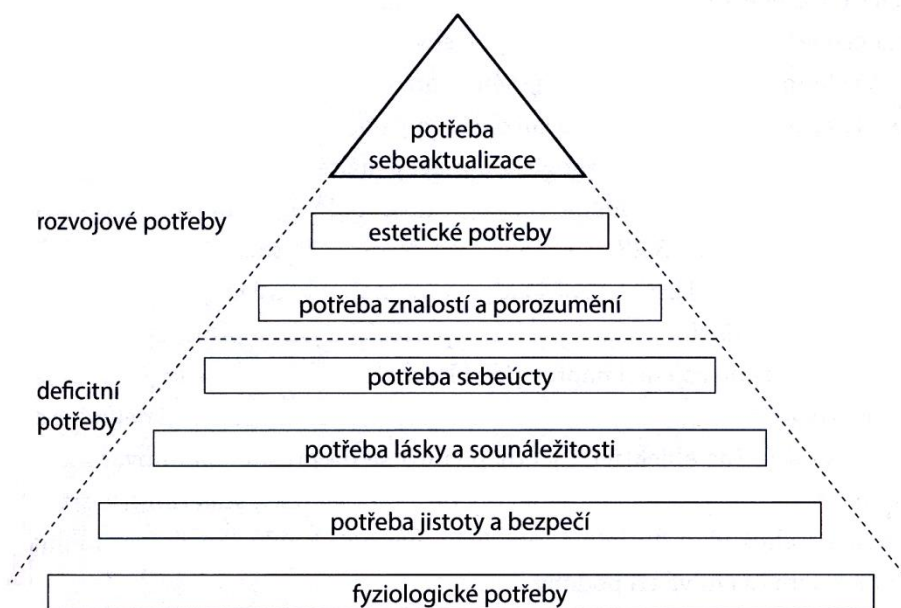 potřeba
sebeaktualizace
rozvojové potřeby
estetické potřeby
potřeba znalostí a porozumění
potřeba sebeúcty
deficitní
potřeby
potřeba lásky a sounáležitosti
potřeba jistoty a bezpečí
fyziologické potřeby